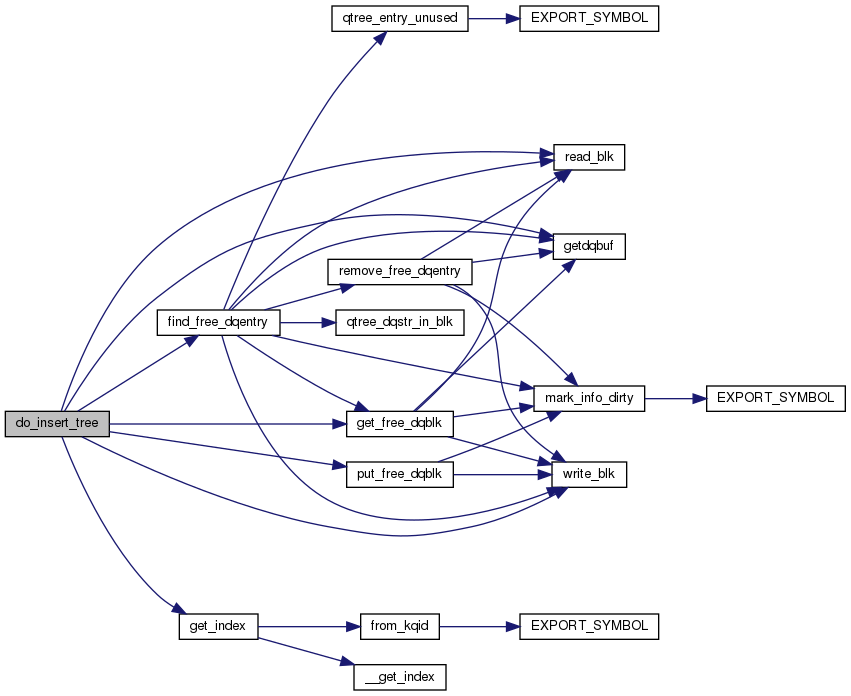 qtree_entry_unused
EXPORT_SYMBOL
read_blk
getdqbuf
remove_free_dqentry
find_free_dqentry
qtree_dqstr_in_blk
mark_info_dirty
EXPORT_SYMBOL
do_insert_tree
get_free_dqblk
put_free_dqblk
write_blk
get_index
from_kqid
EXPORT_SYMBOL
__get_index